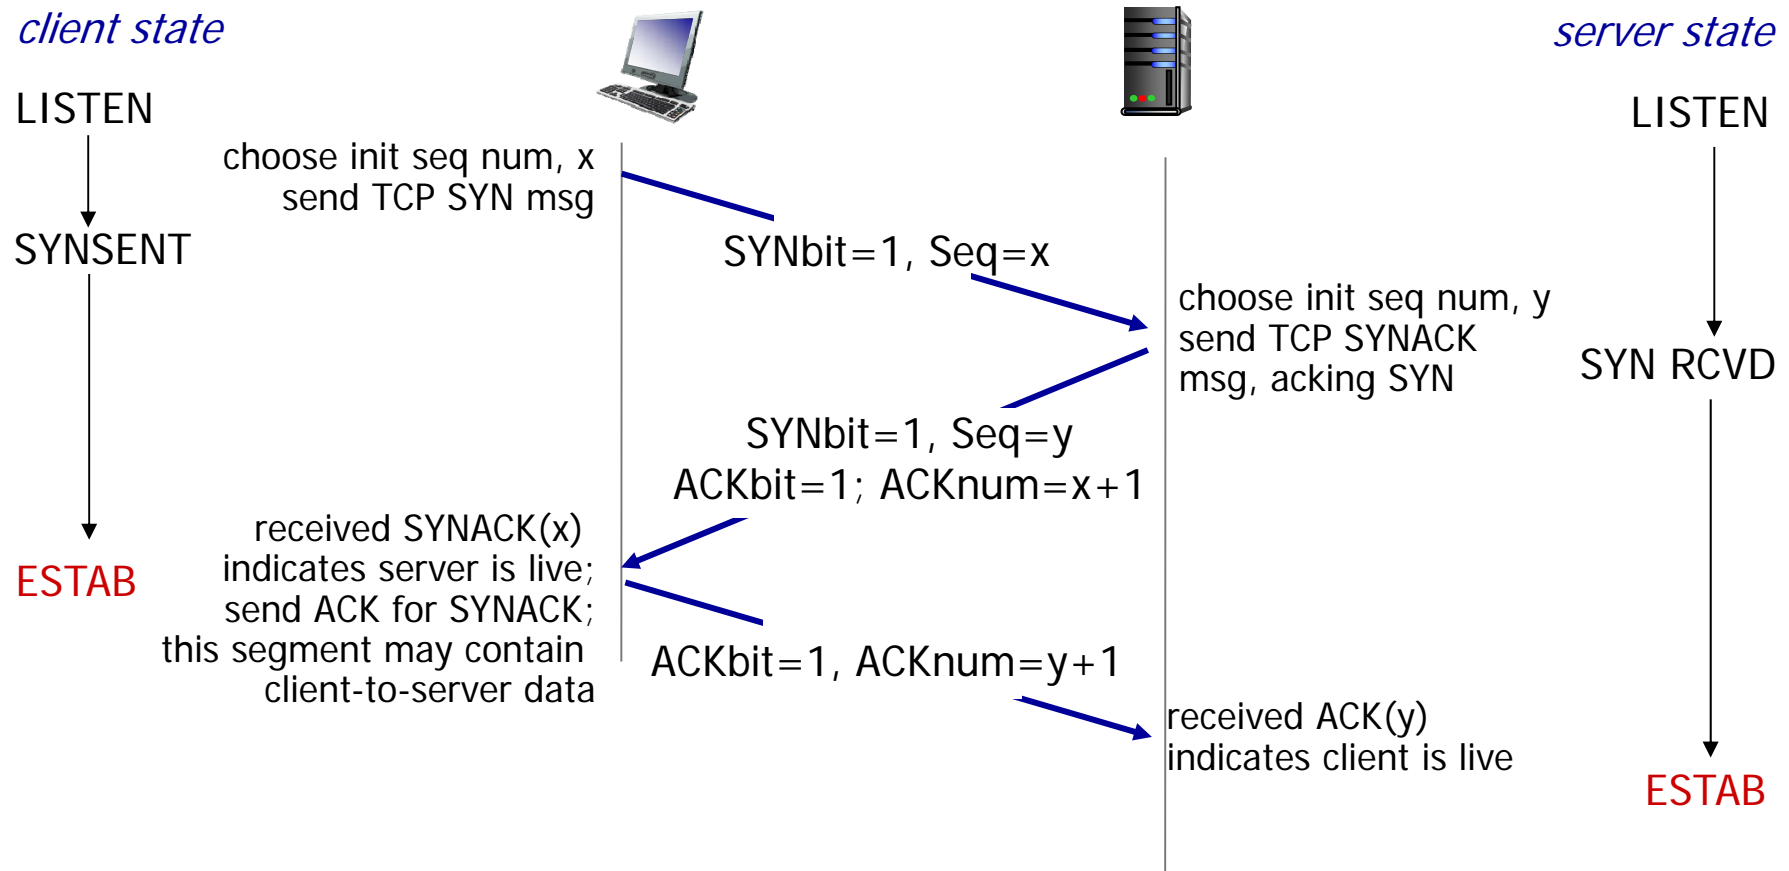 client state
server state
LISTEN
LISTEN
choose init seq num, x
send TCP SYN msg
SYNSENT
SYNbit=1, Seq=x
choose init seq num, y
send TCP SYNACK
msg, acking SYN
SYN RCVD
SYNbit=1, Seq=y
ACKbit=1; ACKnum=x+1
received SYNACK(x)
indicates server is live;
send ACK for SYNACK;
this segment may contain
client-to-server data
ESTAB
ACKbit=1, ACKnum=y+1
received ACK(y)
indicates client is live
ESTAB